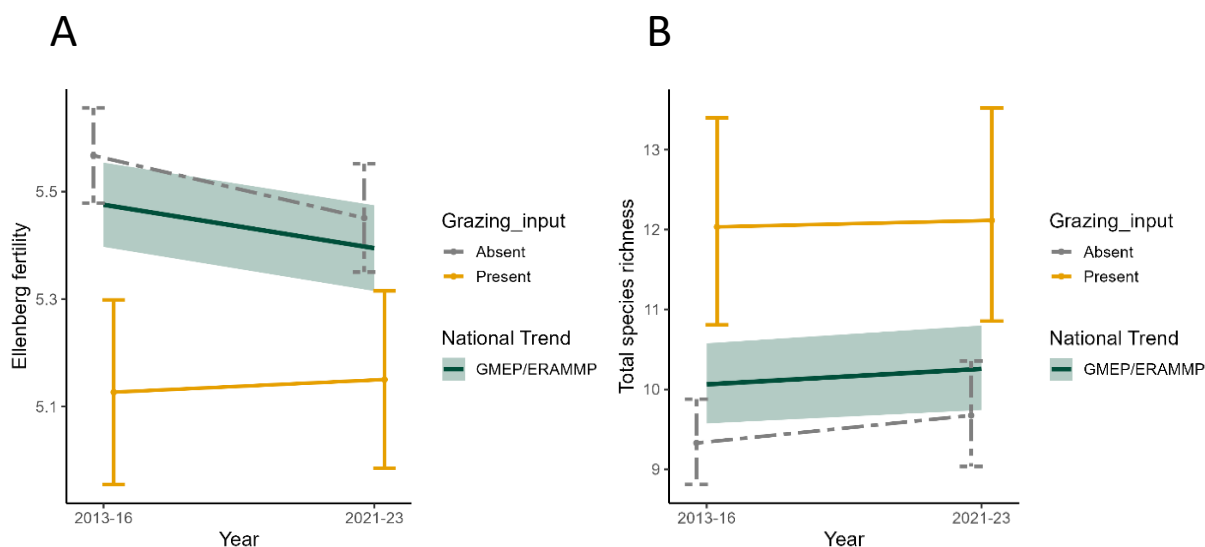 A
Ellenberg fertility
5.5
5.3
5.1
2013-16
2021-23
Year
Grazing_input
Absent
Present
National Trend
GMEP/ERAMMP
B
Total species richness
13
12
11
10
9
2013-16
2021-23
Year
Grazing_input
Absent
Present
National Trend
GMEP/ERAMMP